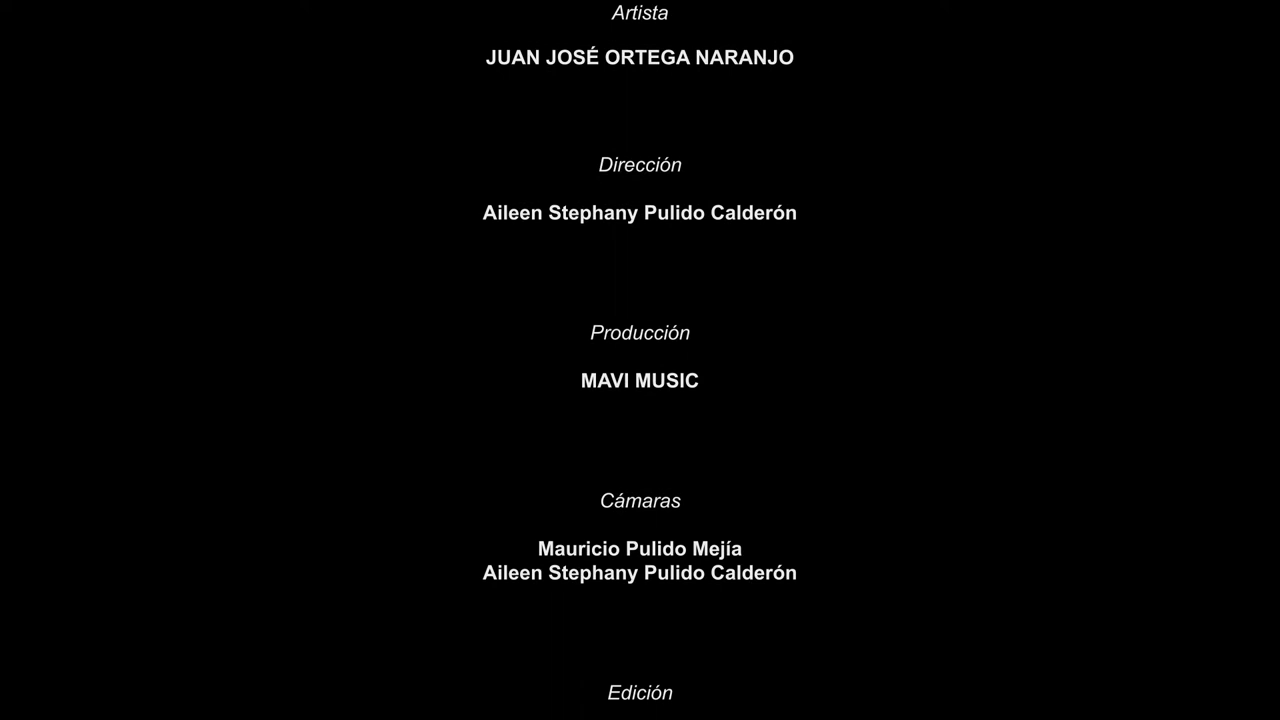 Artista
JUAN JOSÉ ORTEGA NARANJO
Dirección
Aileen Stephany Pulido Calderón
Producción
MAVI MUSIC
Cámaras
Mauricio Pulido Mejía
Aileen Stephany Pulido Calderón
Edición